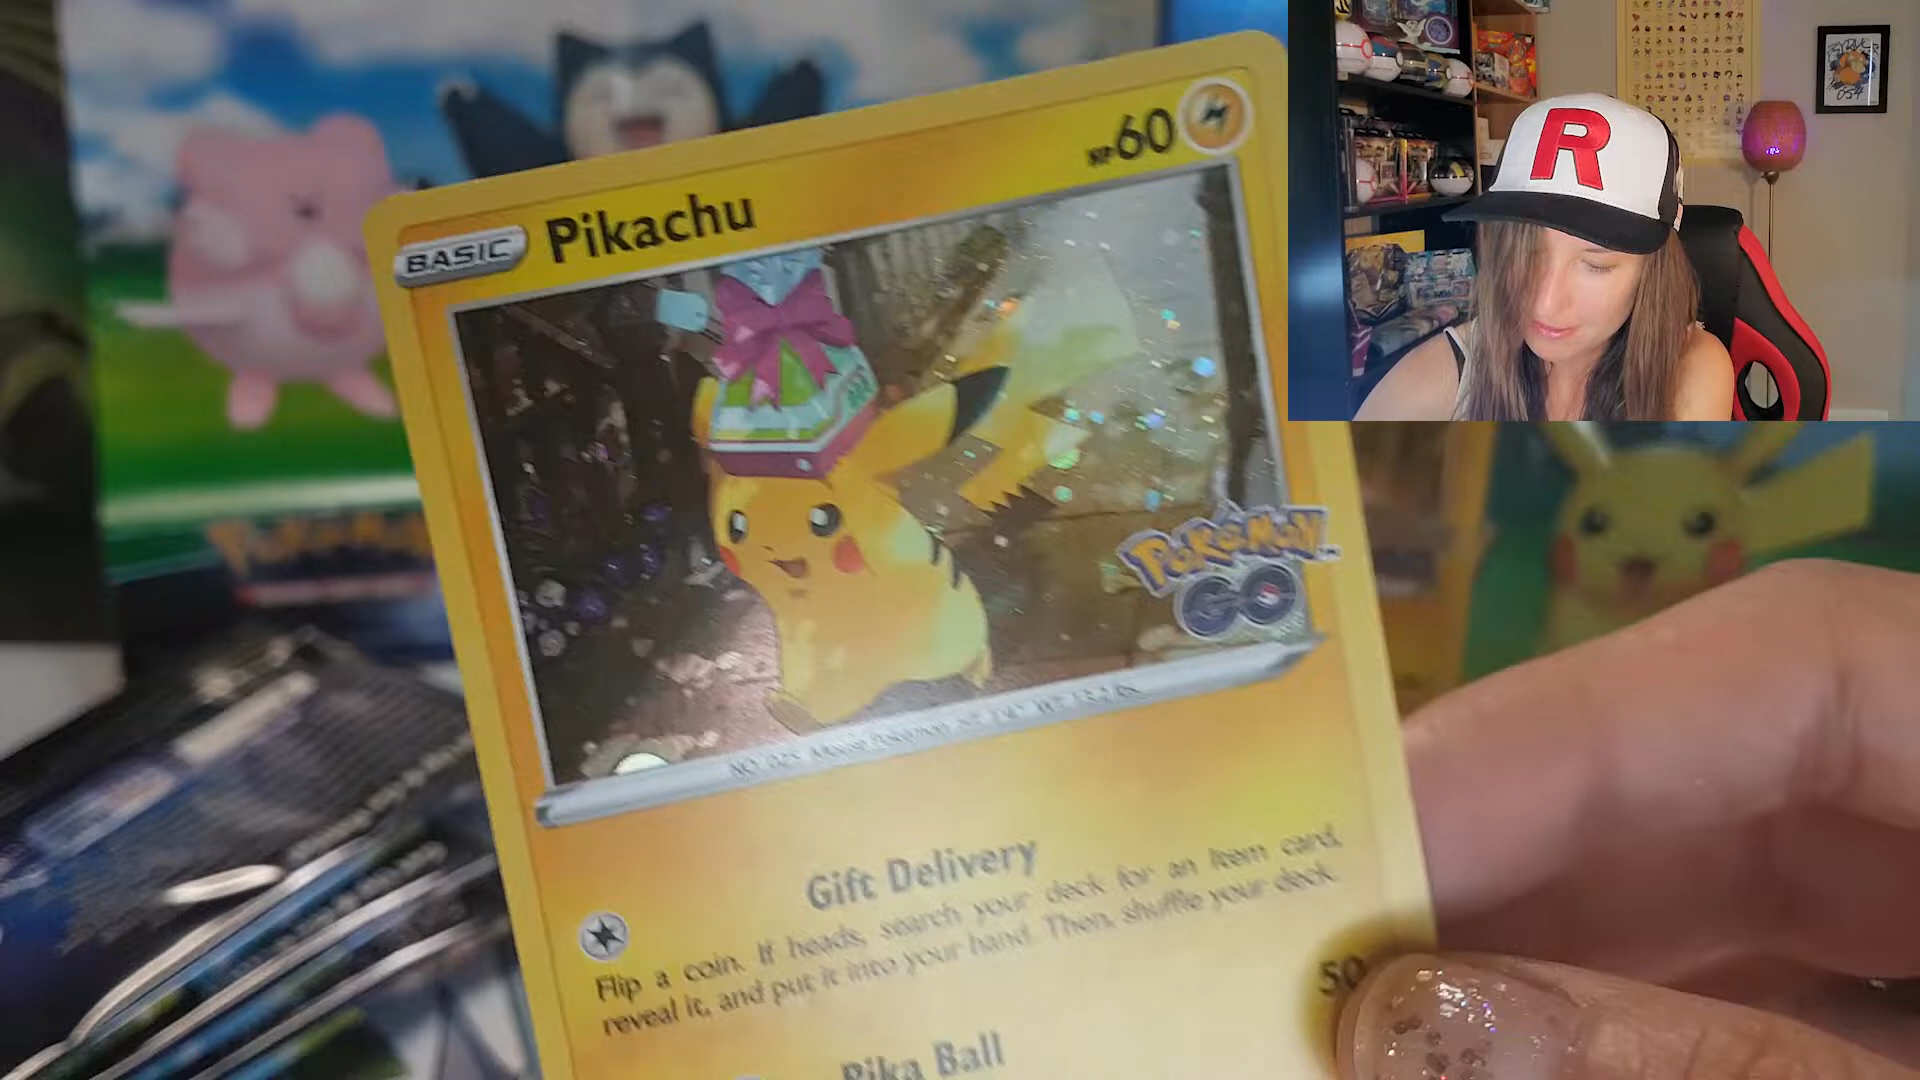 BASIC Pikachu HP60
POKéMON
GO
Gift Delivery
Flip a coin. If heads, search your deck for an Item card,
reveal it, and put it into your hand. Then, shuffle your deck.
Pika Ball
50
R